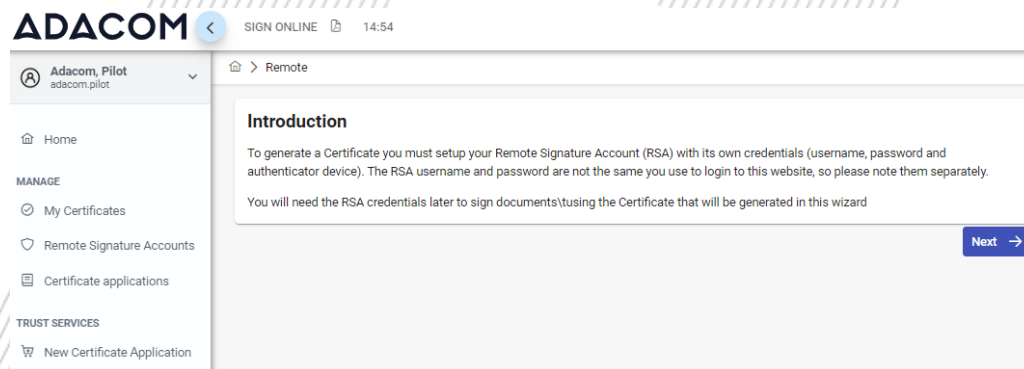 ADACOM
SIGN ONLINE 14:54
Adacom, Pilot
adacom.pilot
Remote
Home
MANAGE
My Certificates
Remote Signature Accounts
Certificate applications
TRUST SERVICES
New Certificate Application
Introduction
To generate a Certificate you must setup your Remote Signature Account (RSA) with its own credentials (username, password and
authenticator device). The RSA username and password are not the same you use to login to this website, so please note them separately.
You will need the RSA credentials later to sign documents\tusing the Certificate that will be generated in this wizard
Next